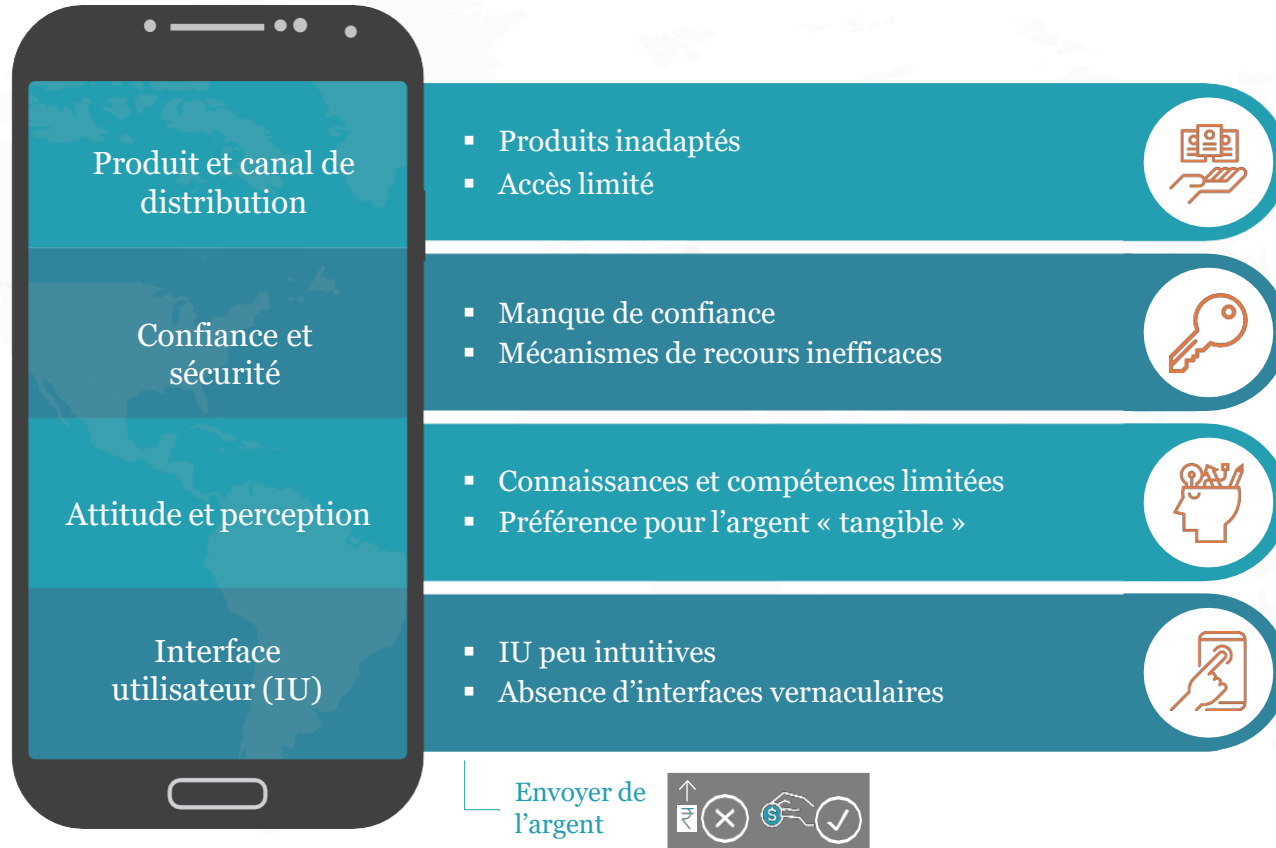 Produit et canal de
distribution
▪ Produits inadaptés
▪ Accès limité
Confiance et
sécurité
▪ Manque de confiance
▪ Mécanismes de recours inefficaces
Attitude et perception
▪ Connaissances et compétences limitées
▪ Préférence pour l’argent « tangible »
Interface
utilisateur (IU)
▪ IU peu intuitives
▪ Absence d’interfaces vernaculaires
Envoyer de
l’argent
₹
$